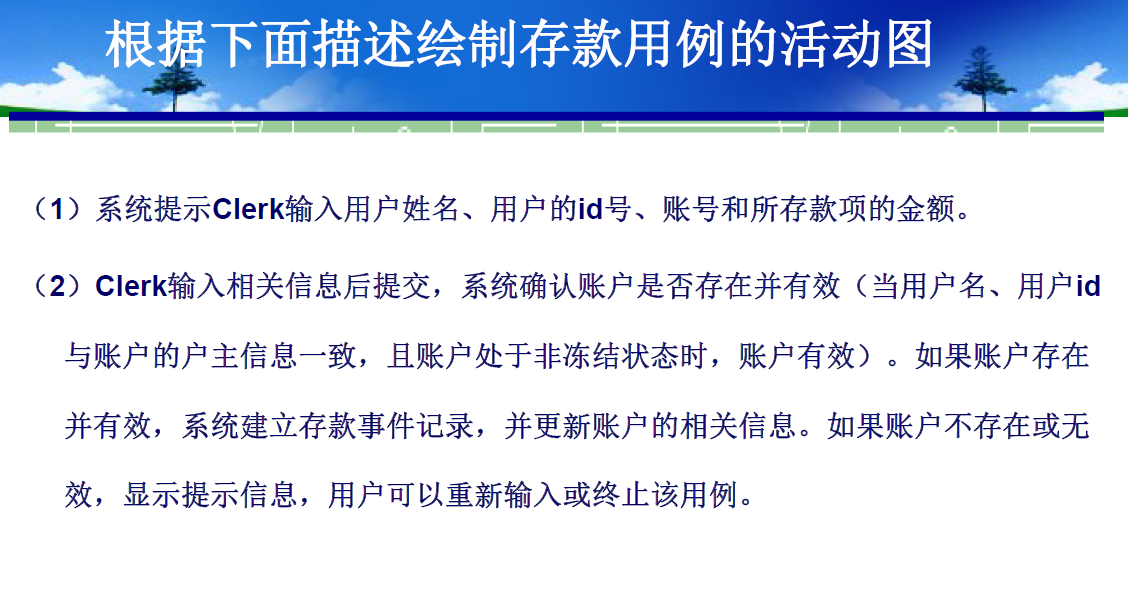 根据下面描述绘制存款用例的活动图
（1）系统提示Clerk输入用户姓名、用户的id号、账号和所存款项的金额。
（2）Clerk输入相关信息后提交，系统确认账户是否存在并有效（当用户名、用户id
与账户的户主信息一致，且账户处于非冻结状态时，账户有效）。如果账户存在
并有效，系统建立存款事件记录，并更新账户的相关信息。如果账户不存在或无
效，显示提示信息，用户可以重新输入或终止该用例。